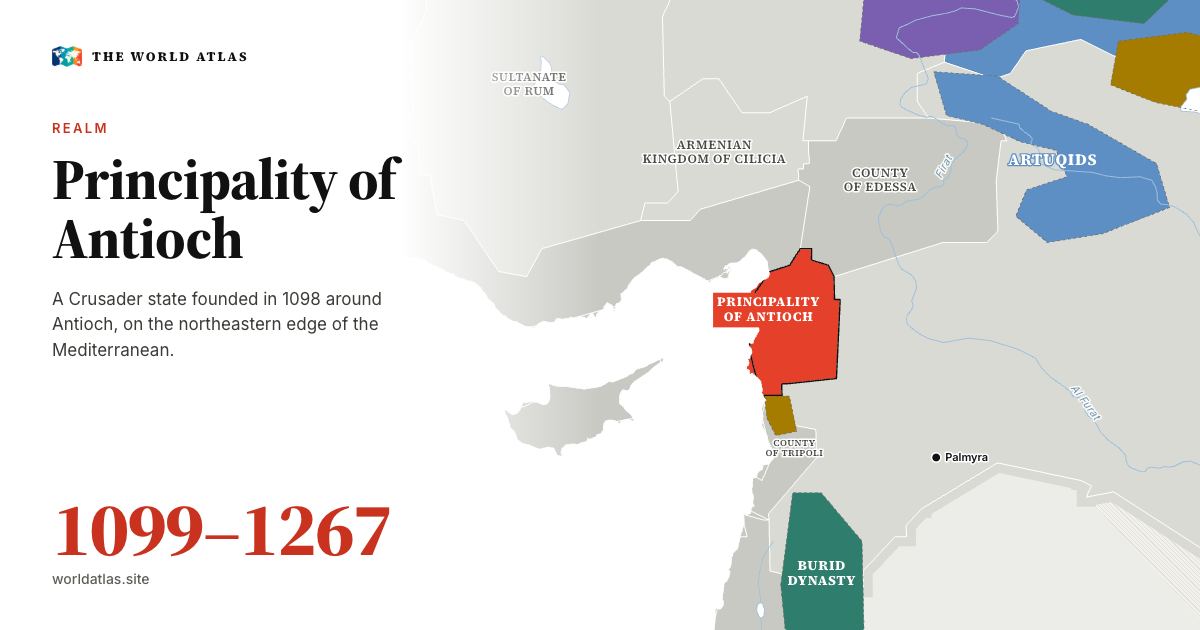 THE WORLD ATLAS
REALM
Principality of
Antioch
A Crusader state founded in 1098 around
Antioch, on the northeastern edge of the
Mediterranean.
1099–1267
worldatlas.site
SULTANATE
OF RUM
ARMENIAN
KINGDOM OF CILICIA
COUNTY
OF EDESSA
Firat
ARTUQIDS
PRINCIPALITY
OF ANTIOCH
Al Furat
COUNTY
OF TRIPOLI
Palmyra
BURID
DYNASTY